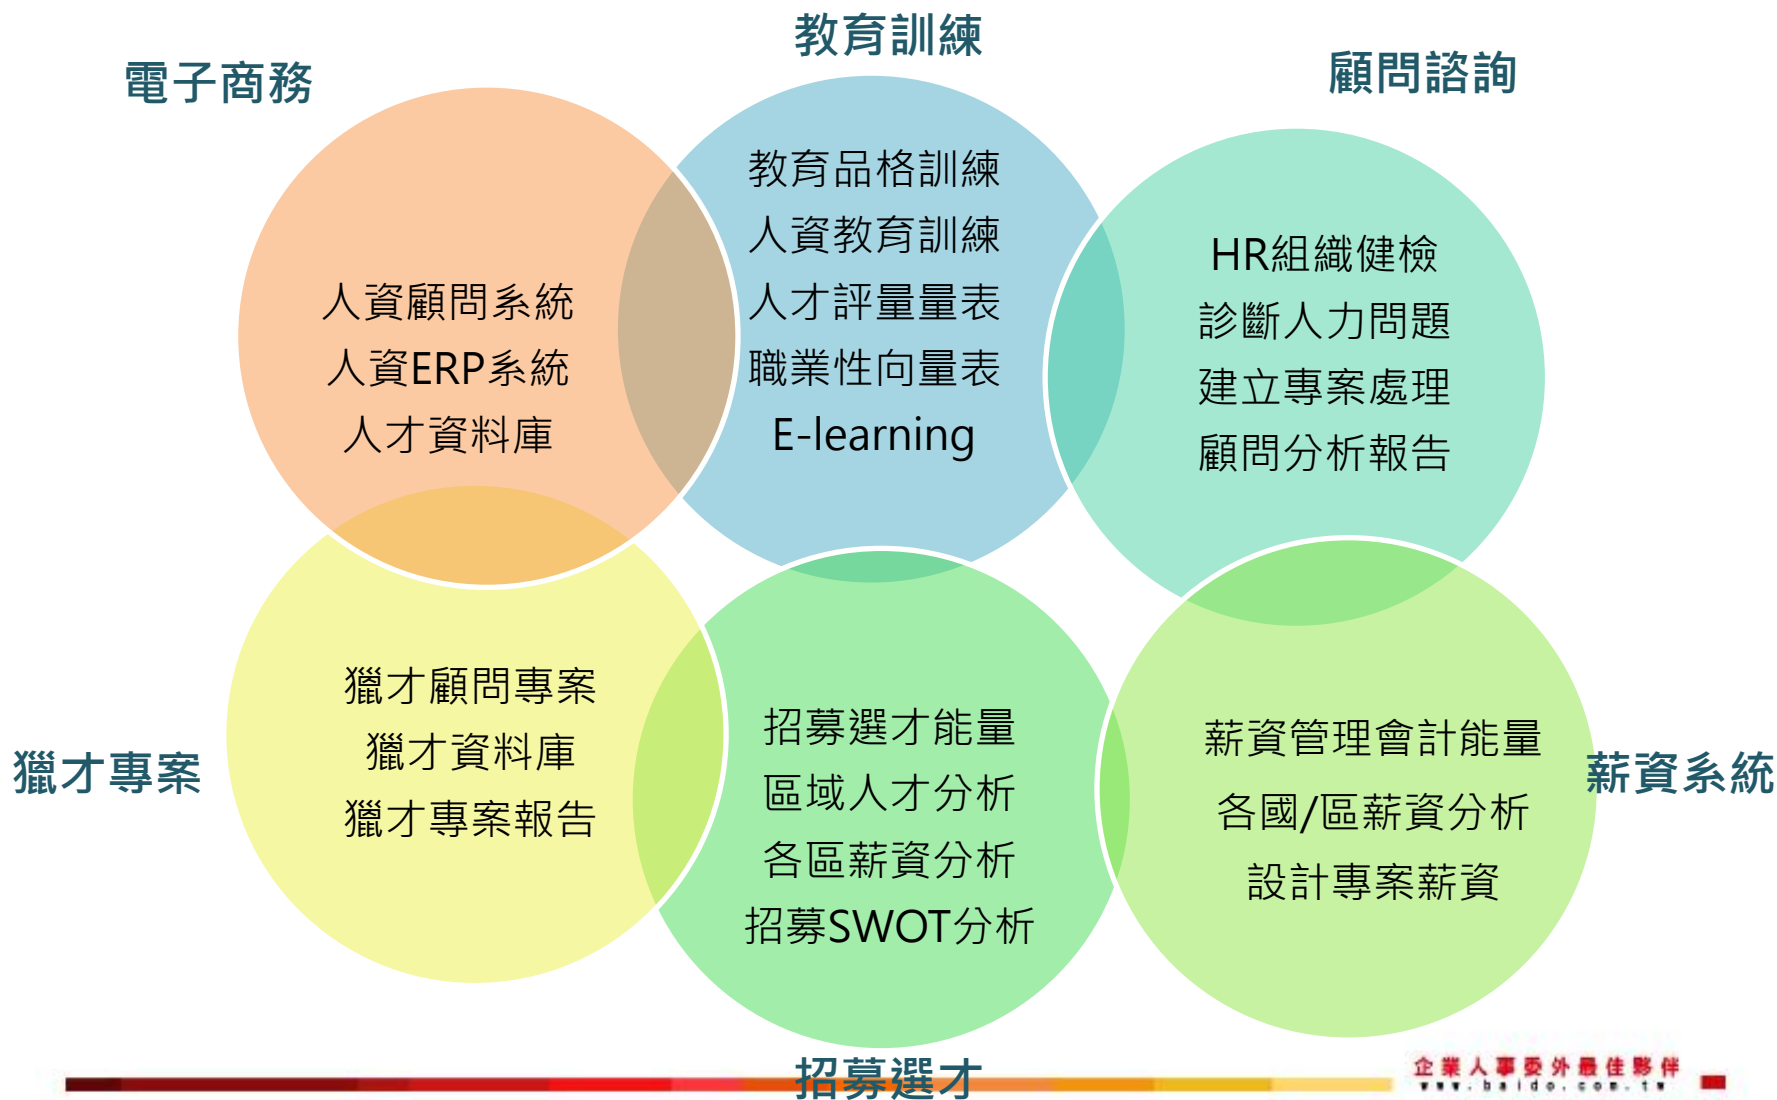 教育訓練
電子商務
顧問諮詢
人資顧問系統
人資ERP系統
人才資料庫
教育品格訓練
人資教育訓練
人才評量量表
職業性向量表
E-learning
HR組織健檢
診斷人力問題
建立專案處理
顧問分析報告
獵才專案
獵才顧問專案
獵才資料庫
獵才專案報告
招募選才能量
區域人才分析
各區薪資分析
招募SWOT分析
薪資管理會計能量
各國/區薪資分析
設計專案薪資
薪資系統
招募選才
企業人事委外最佳夥伴
www.baido.com.tw